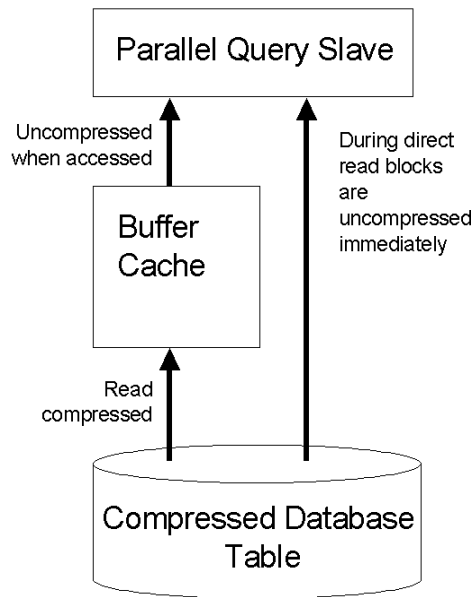 Parallel Query Slave
Uncompressed
when accessed
During direct
read blocks
are
uncompressed
immediately
Buffer
Cache
Read
compressed
Compressed Database
Table